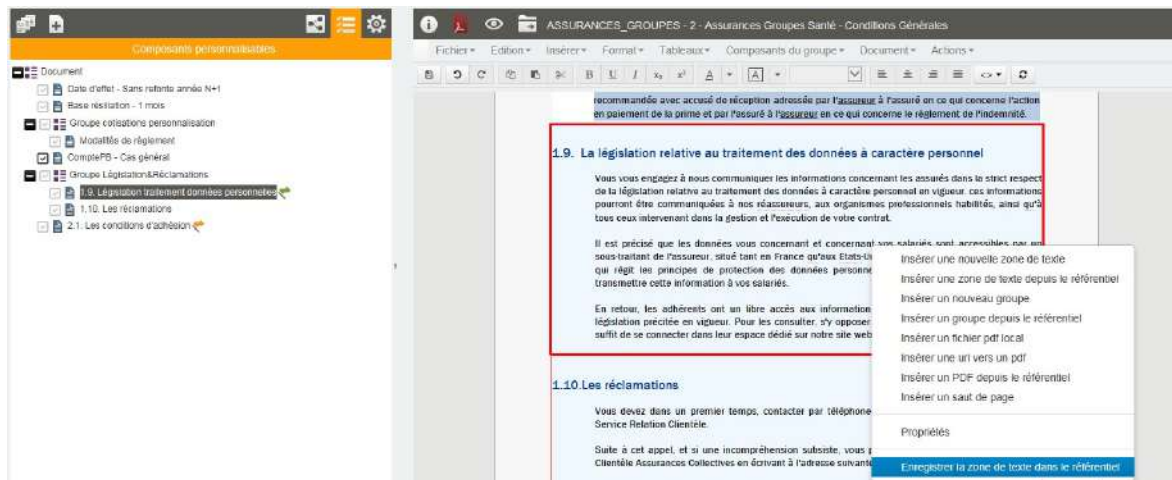 ASSURANCES_GROUPES - 2 - Assurances Groupes Santé - Conditions Générales
Composants personnalisables
Fichier Edition Insérer Format Tableaux Composants du groupe Document Actions
B U I x₂ x² A A
Document
Date d'effet - Sans refonte année N+1
Base résiliation - 1 mois
Groupe cotisations personnalisation
Modalités de règlement
ComptePB - Cas général
Groupe Législation&Réclamations
1.9. Législation traitement données personnelles
1.10. Les réclamations
2.1. Les conditions d'adhésion
recommandée avec accusé de réception adressée par l'assureur à l'assuré en ce qui concerne l'action
en paiement de la prime et par l'assuré à l'assureur en ce qui concerne le règlement de l'indemnité.
1.9. La législation relative au traitement des données à caractère personnel
Vous vous engagez à nous communiquer les informations concernant les assurés dans la strict respect
de la législation relative au traitement des données à caractère personnel en vigueur. ces informations
pourront être communiquées à nos réassureurs, aux organismes professionnels habilités, ainsi qu'à
tous ceux intervenant dans la gestion et l'exécution de votre contrat.
Il est précisé que les données vous concernant et concernant vos salariés sont accessibles par un
sous-traitant de l'assureur, situé tant en France qu'aux Etats-Un
qui régit les principes de protection des données personne
transmettre cette information à vos salariés.
En retour, les adhérents ont un libre accès aux information
législation précitée en vigueur. Pour les consulter, s'y opposer
suffit de se connecter dans leur espace dédié sur notre site web
1.10.Les réclamations
Vous devez dans un premier temps, contacter par téléphone
Service Relation Clientèle.
Suite à cet appel, et si une incompréhension subsiste, vous p
Clientèle Assurances Collectives en écrivant à l'adresse suivante
Insérer une nouvelle zone de texte
Insérer une zone de texte depuis le référentiel
Insérer un nouveau groupe
Insérer un groupe depuis le référentiel
Insérer un fichier pdf local
Insérer une url vers un pdf
Insérer un PDF depuis le référentiel
Insérer un saut de page
Propriétés
Enregistrer la zone de texte dans le référentiel